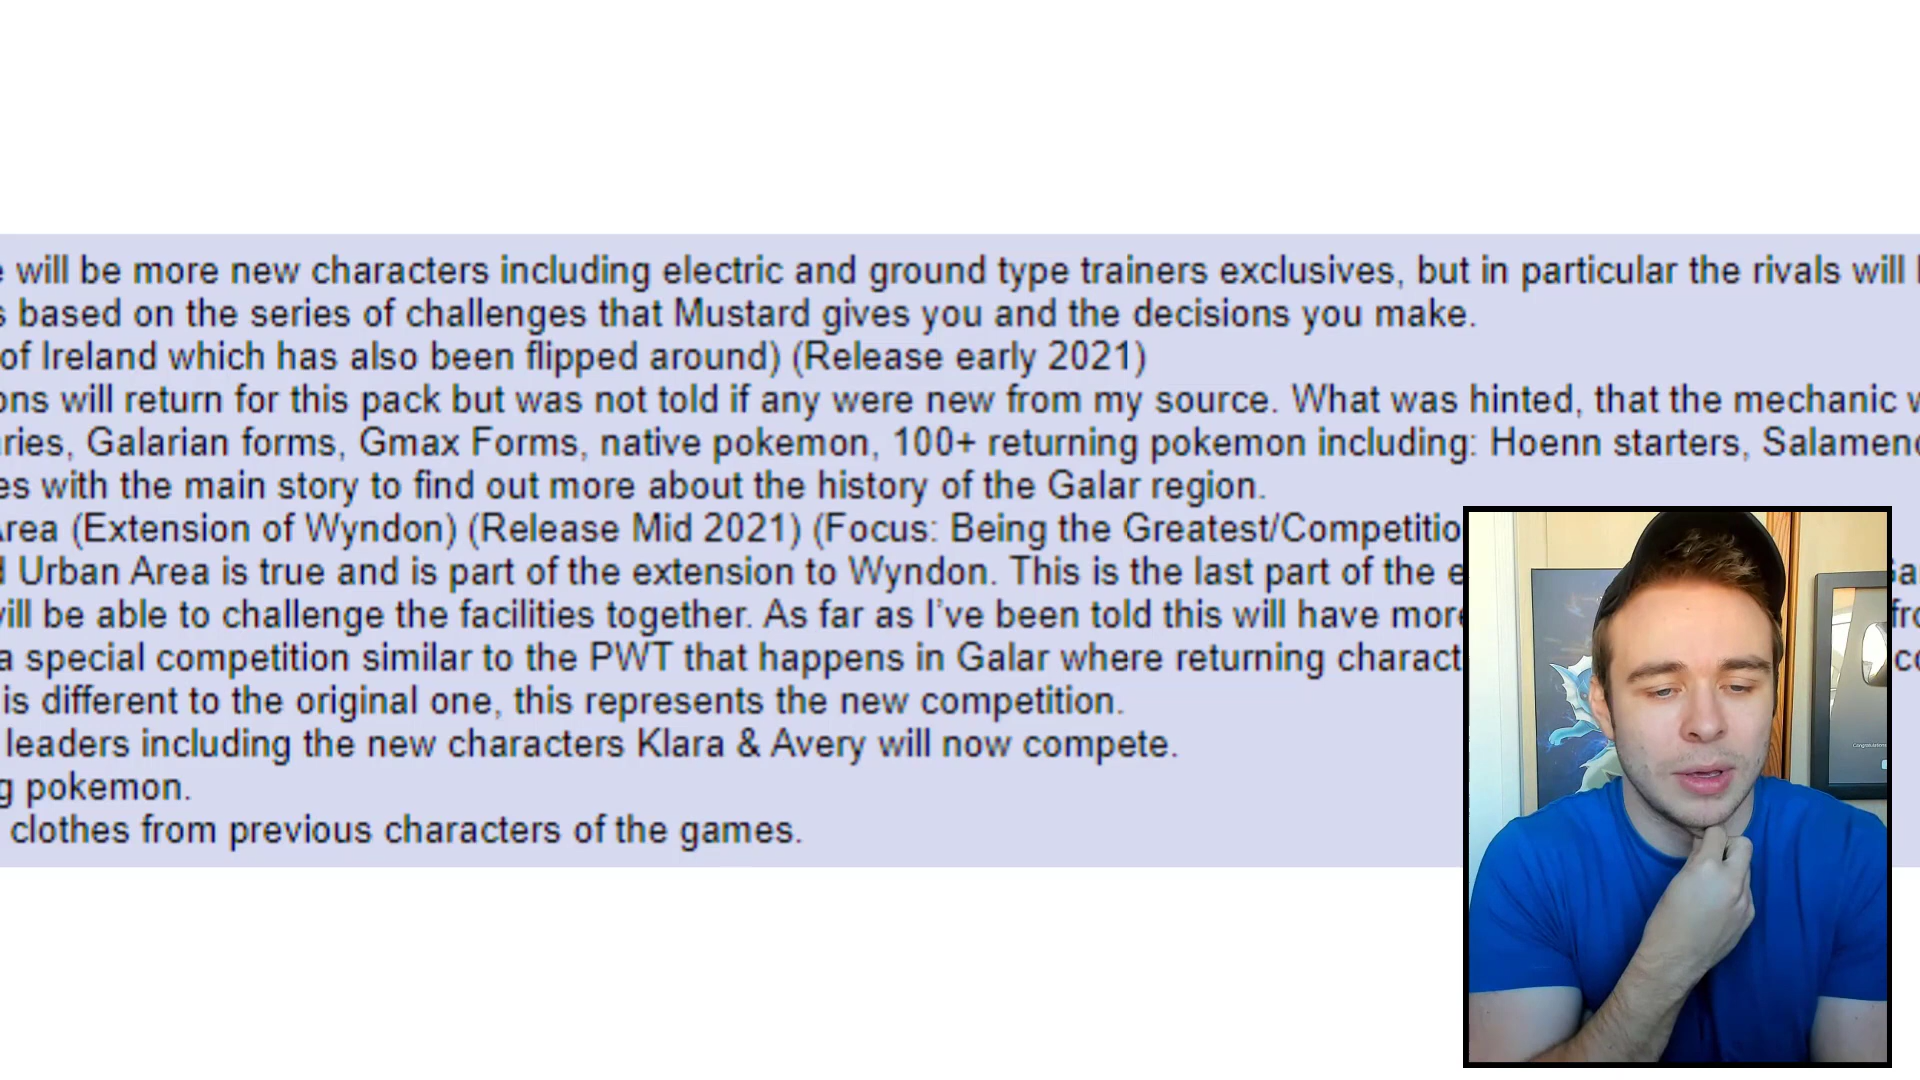 will be more new characters including electric and ground type trainers exclusives, but in particular the rivals will
based on the series of challenges that Mustard gives you and the decisions you make.
of Ireland which has also been flipped around) (Release early 2021)
will return for this pack but was not told if any were new from my source. What was hinted, that the mechanic
Galarian forms, Gmax Forms, native pokemon, 100+ returning pokemon including: Hoenn starters,
with the main story to find out more about the history of the Galar region.
(Extension of Wyndon) (Release Mid 2021) (Focus: Being the Greatest/Competitio
Urban Area is true and is part of the extension to Wyndon. This is the last part of the
will be able to challenge the facilities together. As far as I've been told this will have more
a special competition similar to the PWT that happens in Galar where returning charact
is different to the original one, this represents the new competition.
leaders including the new characters Klara & Avery will now compete.
g pokemon.
clothes from previous characters of the games.